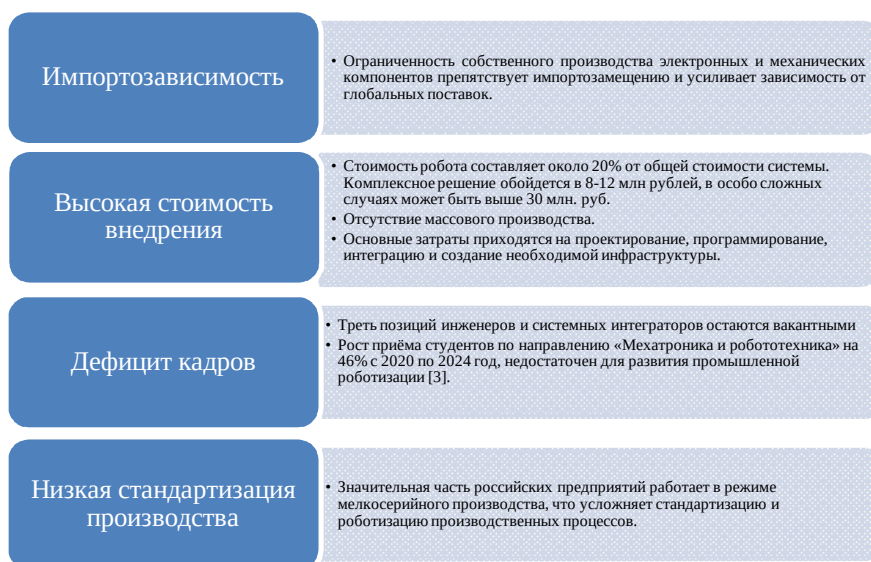 Импортозависимость
• Ограниченность собственного производства электронных и механических
компонентов препятствует импортозамещению и усиливает зависимость от
глобальных поставок.
Высокая стоимость
внедрения
• Стоимость робота составляет около 20% от общей стоимости системы.
Комплексное решение обойдется в 8-12 млн рублей, в особо сложных
случаях может быть выше 30 млн. руб.
• Отсутствие массового производства.
• Основные затраты приходятся на проектирование, программирование,
интеграцию и создание необходимой инфраструктуры.
Дефицит кадров
• Треть позиций инженеров и системных интеграторов остаются вакантными
• Рост приёма студентов по направлению «Мехатроника и робототехника» на
46% с 2020 по 2024 год, недостаточен для развития промышленной
роботизации [3].
Низкая стандартизация
производства
• Значительная часть российских предприятий работает в режиме
мелкосерийного производства, что усложняет стандартизацию и
роботизацию производственных процессов.